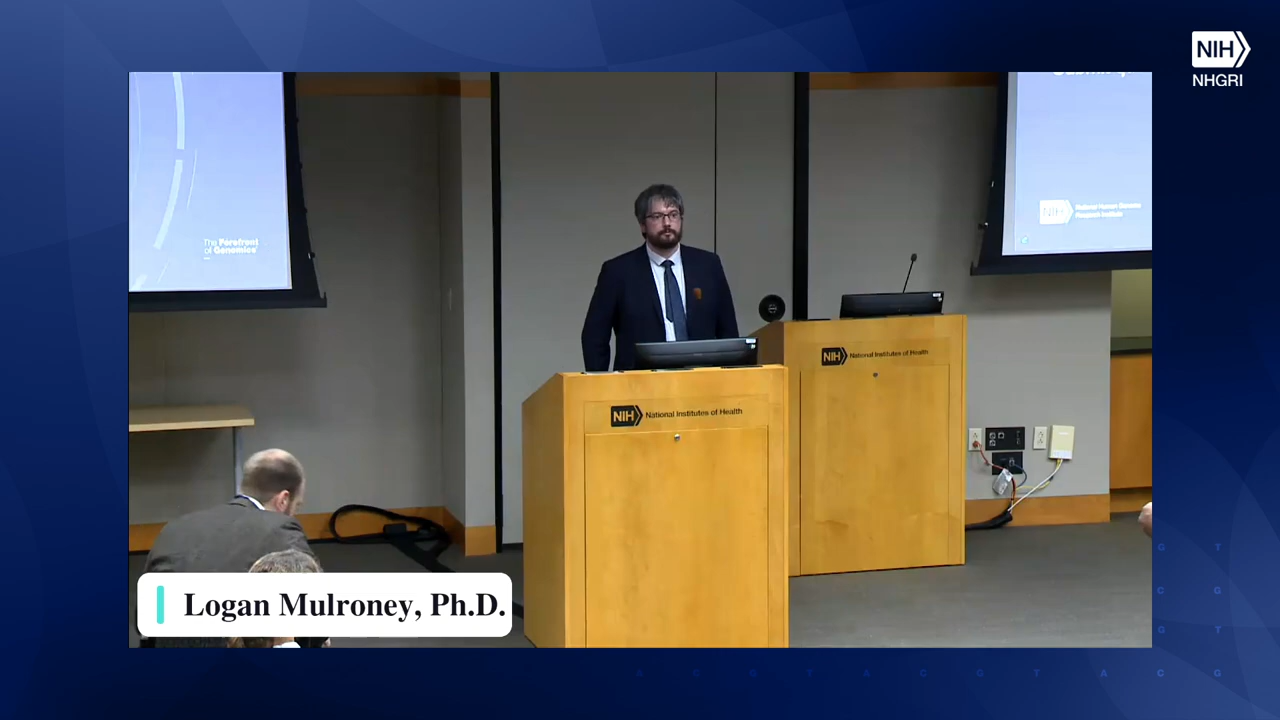 NIH
NHGRI
The Forefront
of Genomics
NIH
NIH National Institutes of Health
NIH National Institutes of Health
Logan Mulroney, Ph.D.
G T
C G
G T
A C G T A C G T A C G